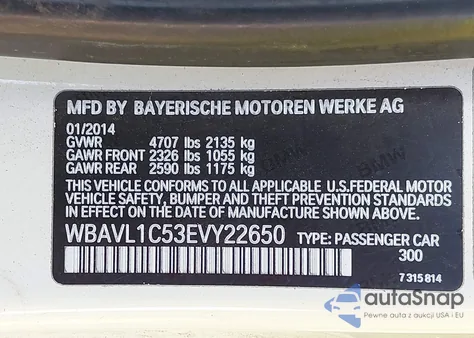 MFD BY BAYERISCHE MOTOREN WERKE AG
01/2014
GVWR 4707 lbs 2135 kg
GAWR FRONT 2326 lbs 1055 kg
GAWR REAR 2590 lbs 1175 kg
THIS VEHICLE CONFORMS TO ALL APPLICABLE U.S.FEDERAL MOTOR
VEHICLE SAFETY, BUMPER AND THEFT PREVENTION STANDARDS
IN EFFECT ON THE DATE OF MANUFACTURE SHOWN ABOVE.
WBAVL1C53EVY22650 TYPE: PASSENGER CAR
300
7 315 814
autoSnap
Pewne auta z aukcji USA i EU